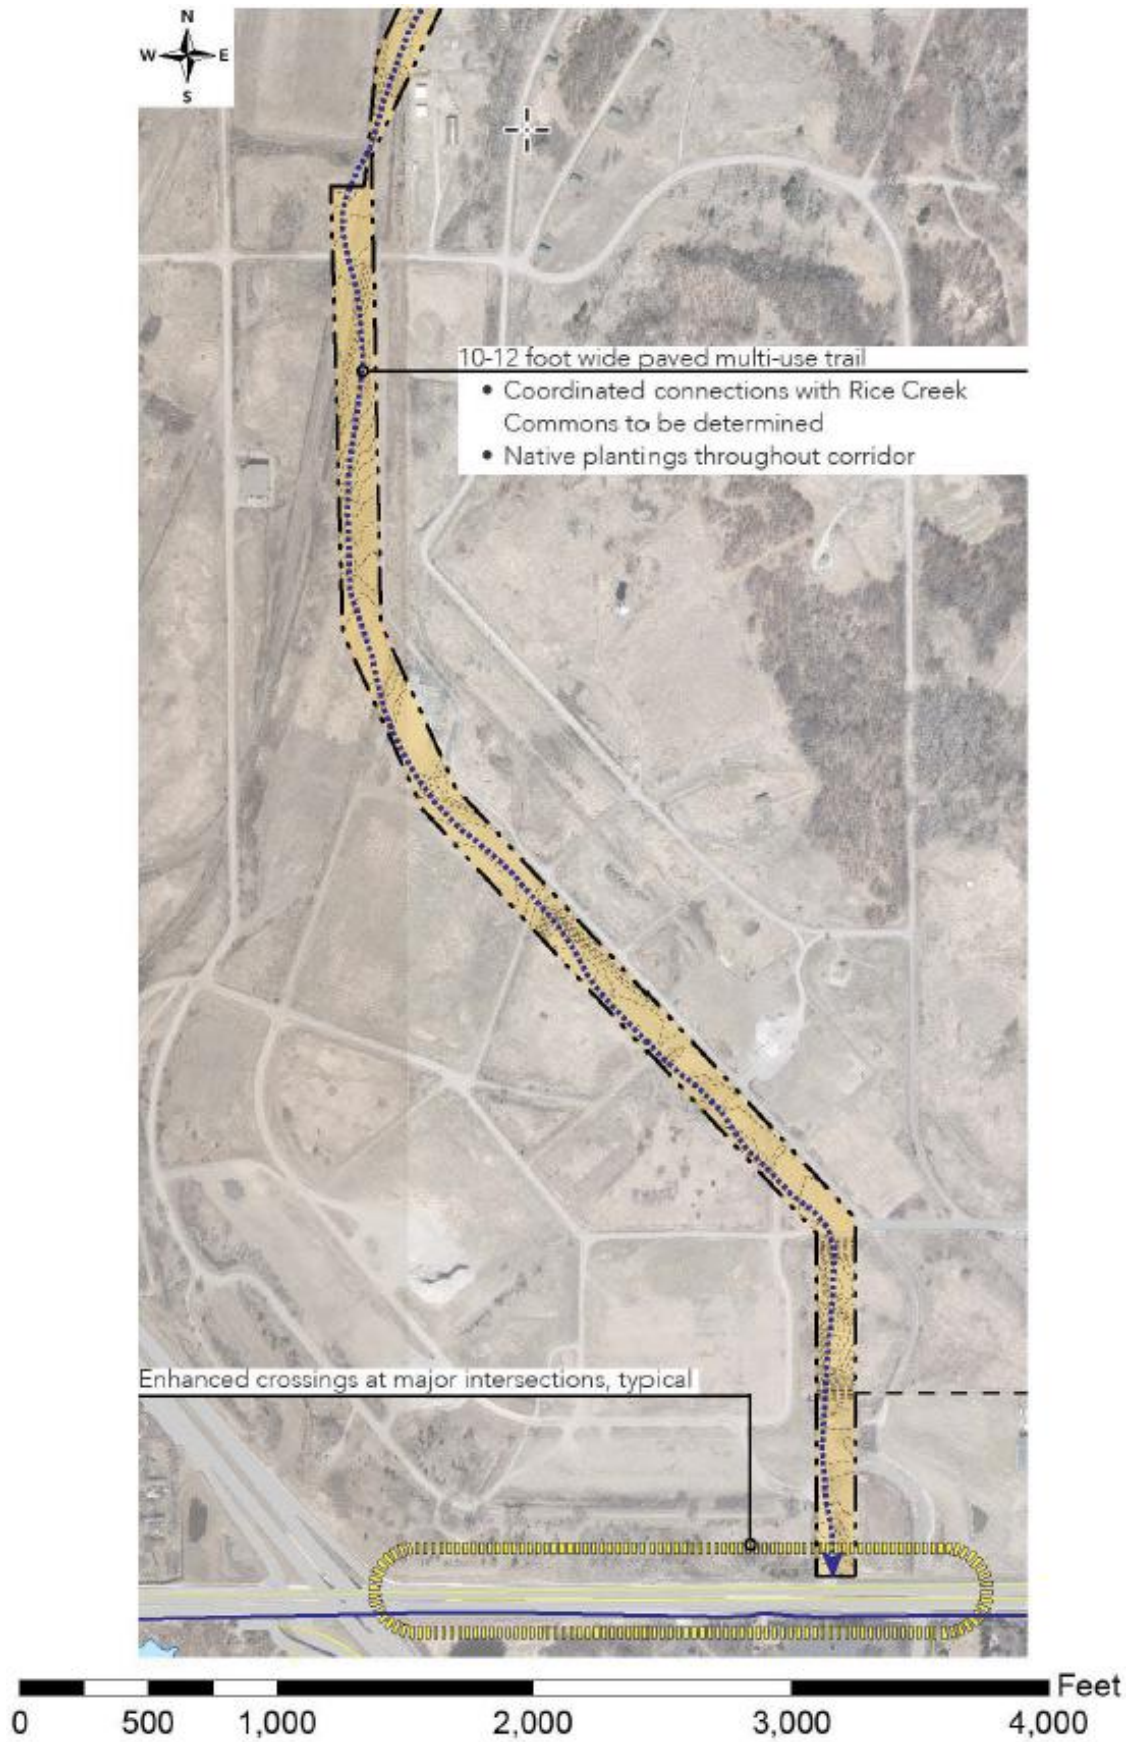 N
W E
S
10-12 foot wide paved multi-use trail
• Coordinated connections with Rice Creek
Commons to be determined
• Native plantings throughout corridor
Enhanced crossings at major intersections, typical
Feet
0 500 1,000 2,000 3,000 4,000